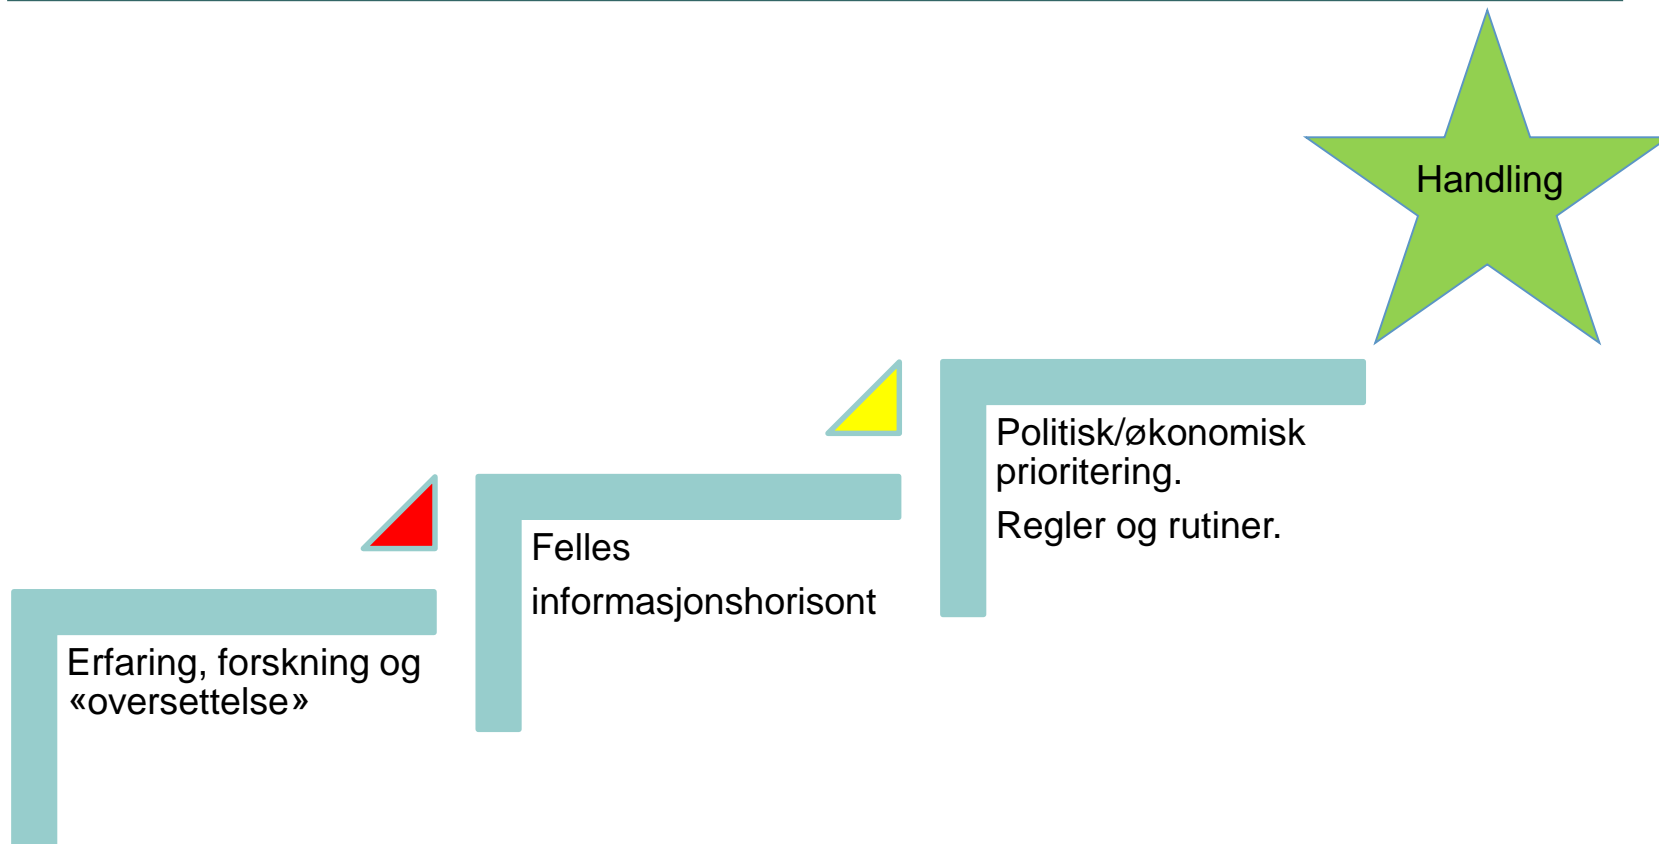 Handling
Politisk/økonomisk
prioritering.
Regler og rutiner.
Felles
informasjonshorisont
Erfaring, forskning og
«oversettelse»